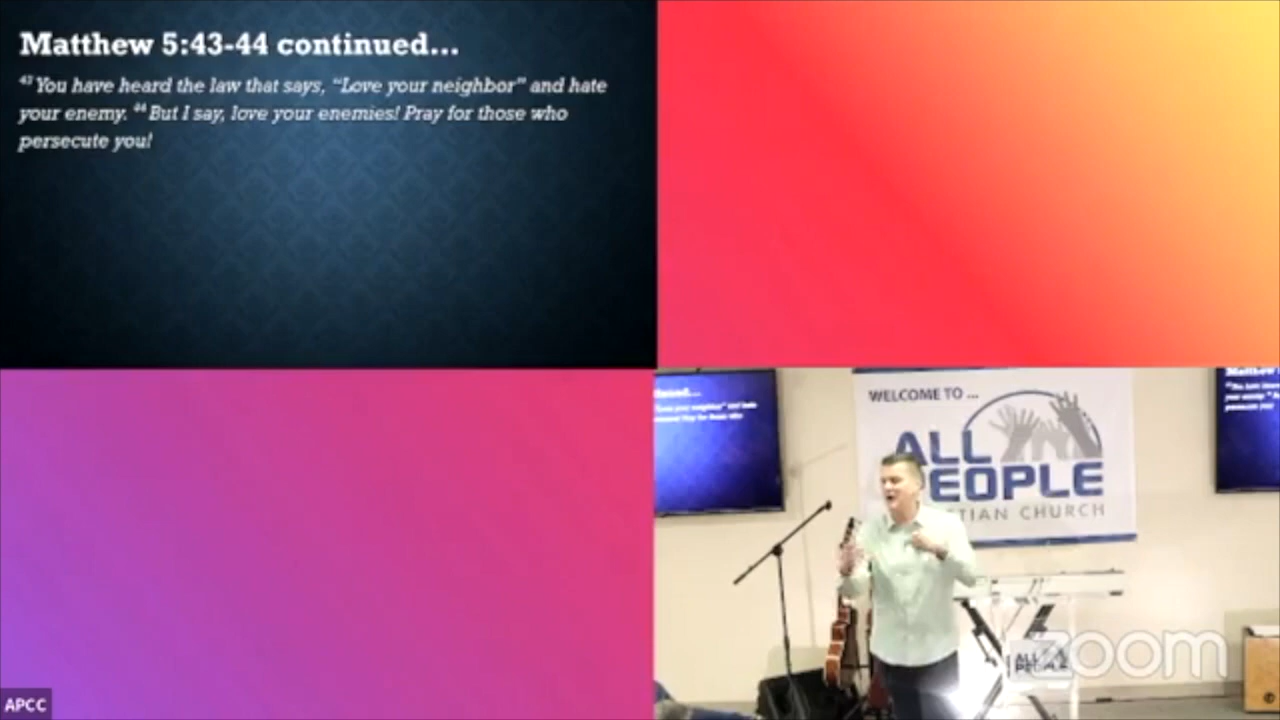 Matthew 5:43-44 continued...
43 You have heard the law that says, “Love your neighbor” and hate
your enemy. 44 But I say, love your enemies! Pray for those who
persecute you!
WELCOME TO ...
ALL
PEOPLE
TIAN CHURCH
ALL
PEOPLE
zoom
APCC